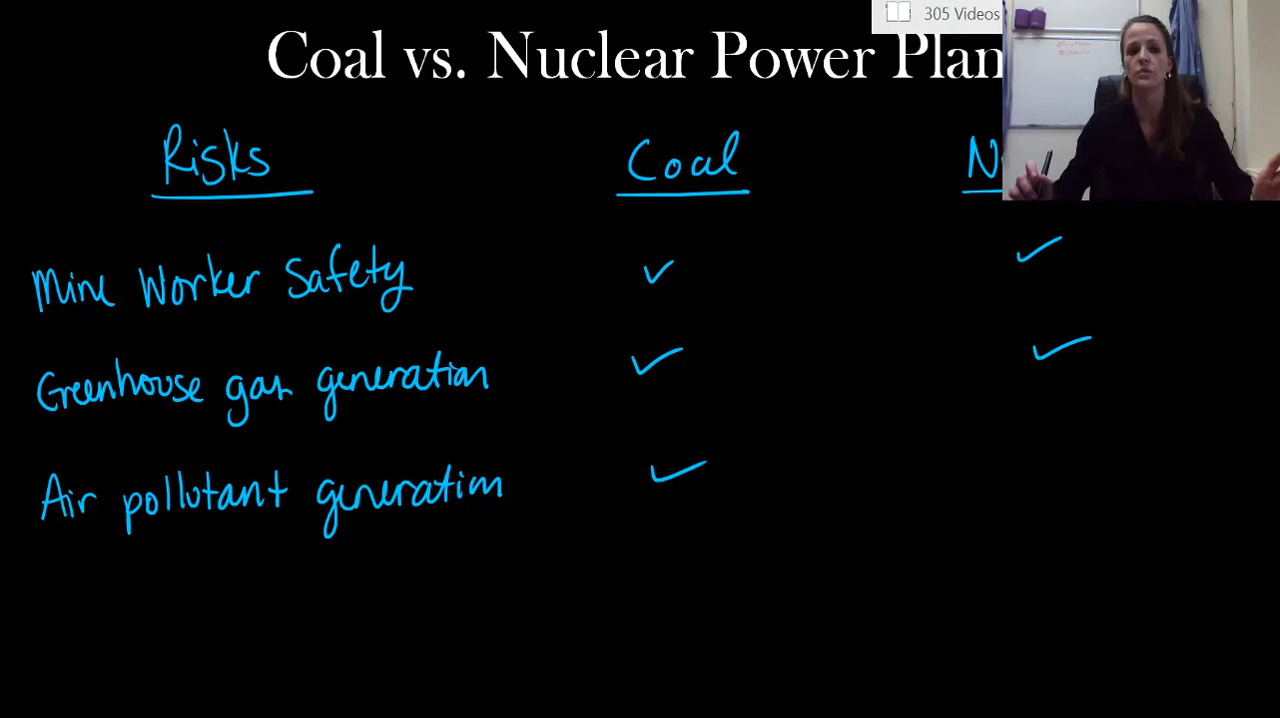 305 Videos
Coal vs. Nuclear Power Plan
Risks Coal N
Mine Worker Safety ✓ ✓
Greenhouse gas generation ✓ ✓
Air pollutant generation ✓